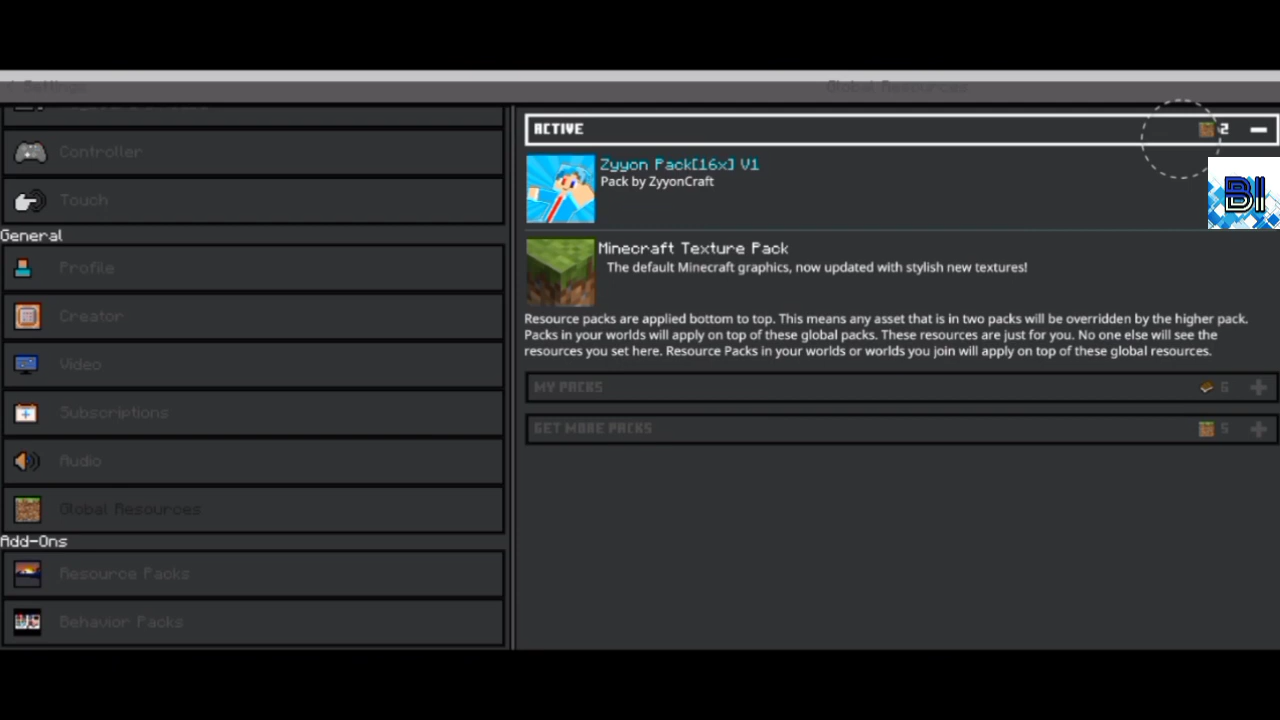 < Settings
Global Resources
Controller
Touch
General
Profile
Creator
Video
Subscriptions
Audio
Global Resources
Add-Ons
Resource Packs
Behavior Packs
ACTIVE
2
Zyyon Pack[16x] V1
Pack by ZyyonCraft
BI
Minecraft Texture Pack
The default Minecraft graphics, now updated with stylish new textures!
Resource packs are applied bottom to top. This means any asset that is in two packs will be overridden by the higher pack.
Packs in your worlds will apply on top of these global packs. These resources are just for you. No one else will see the
resources you set here. Resource Packs in your worlds or worlds you join will apply on top of these global resources.
MY PACKS
6
GET MORE PACKS
5